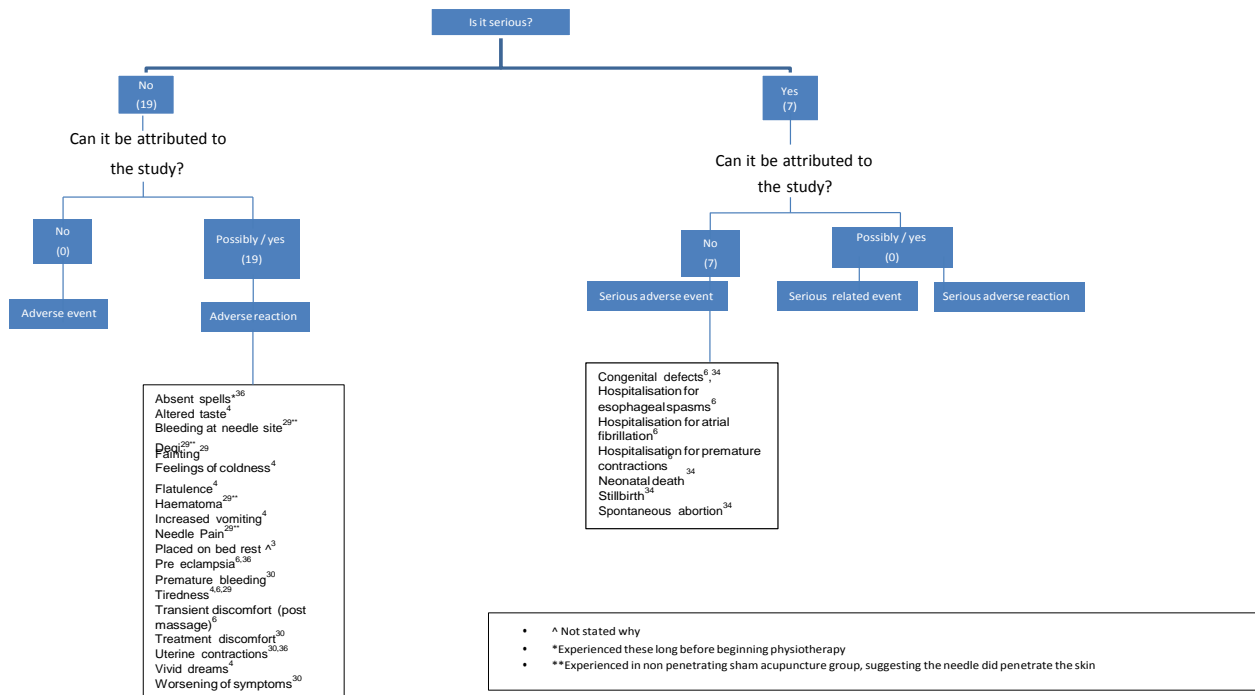 Is it serious?
No
(19)
Yes
(7)
Can it be attributed to
the study?
Can it be attributed to
the study?
No
(0)
Possibly / yes
(19)
No
(7)
Possibly / yes
(0)
Adverse event
Adverse reaction
Serious adverse event
Serious related event
Serious adverse reaction
Absent spells*36
Altered taste4
Bleeding at needle site29**
Deqi29**
Fainting29
Feelings of coldness4
Flatulence4
Haematoma29**
Increased vomiting4
Needle Pain29**
Placed on bed rest ^3
Pre eclampsia6,36
Premature bleeding30
Tiredness4,6,29
Transient discomfort (post
massage)6
Treatment discomfort30
Uterine contractions30,36
Vivid dreams4
Worsening of symptoms30
Congenital defects6,34
Hospitalisation for
esophageal spasms6
Hospitalisation for atrial
fibrillation6
Hospitalisation for premature
contractions6
Neonatal death34
Stillbirth34
Spontaneous abortion34
• ^ Not stated why
• *Experienced these long before beginning physiotherapy
• **Experienced in non penetrating sham acupuncture group, suggesting the needle did penetrate the skin